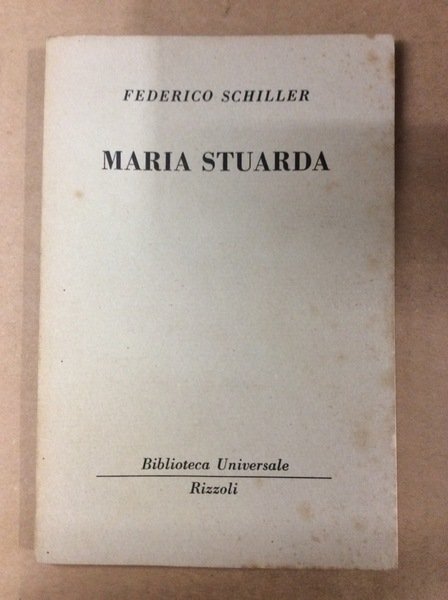 FEDERICO SCHILLER
MARIA STUARDA
Biblioteca Universale
Rizzoli